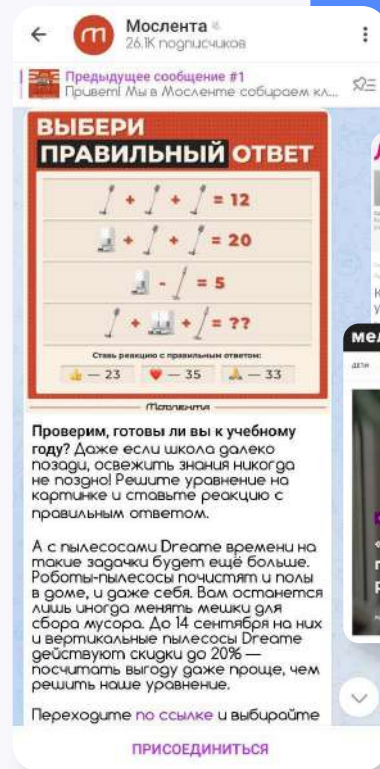 Мослента
26.1K подписчиков
Предыдущее сообщение #1
Привет! Мы в Мосленте собираем кл...
ВЫБЕРИ
ПРАВИЛЬНЫЙ ОТВЕТ
+ + = 12
+ + = 20
- = 5
+ + = ??
Ставь реакцию с правильным ответом:
👍 — 23 ❤️ — 35 🙏 — 33
Мослента
Проверим, готовы ли вы к учебному
году? Даже если школа далеко
позади, освежить знания никогда
не поздно! Решите уравнение на
картинке и ставьте реакцию с
правильным ответом.
А с пылесосами Dreame времени на
такие задачки будет ещё больше.
Роботы-пылесосы почистят и полы
в доме, и даже себя. Вам останется
лишь иногда менять мешки для
сбора мусора. До 14 сентября на них
и вертикальные пылесосы Dreame
действуют скидки до 20% —
посчитать выгоду даже проще, чем
решить наше уравнение.
Переходите по ссылке и выбирайте
ПРИСОЕДИНИТЬСЯ
ДЕТИ